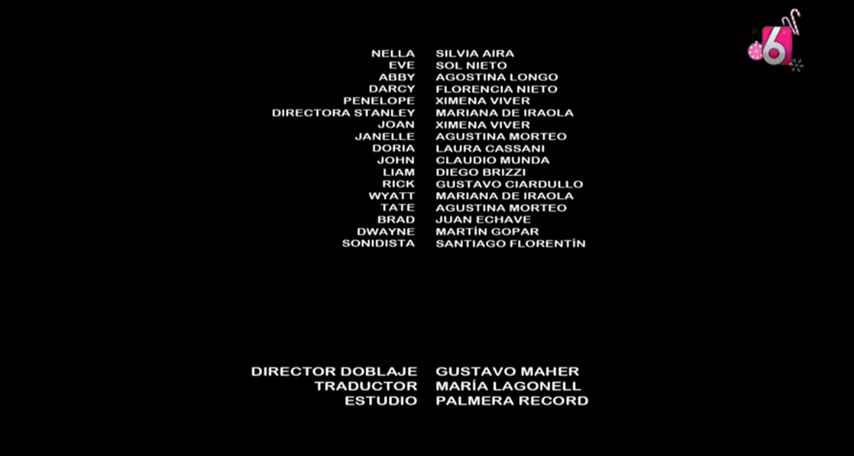 6
NELLA SILVIA AIRA
EVE SOL NIETO
ABBY AGOSTINA LONGO
DARCY FLORENCIA NIETO
PENELOPE XIMENA VIVER
DIRECTORA STANLEY MARIANA DE IRAOLA
JOAN XIMENA VIVER
JANELLE AGUSTINA MORTEO
DORIA LAURA CASSANI
JOHN CLAUDIO MUNDA
LIAM DIEGO BRIZZI
RICK GUSTAVO CIARDULLO
WYATT MARIANA DE IRAOLA
TATE AGUSTINA MORTEO
BRAD JUAN ECHAVE
DWAYNE MARTÍN GOPAR
SONIDISTA SANTIAGO FLORENTÍN
DIRECTOR DOBLAJE GUSTAVO MAHER
TRADUCTOR MARÍA LAGONELL
ESTUDIO PALMERA RECORD